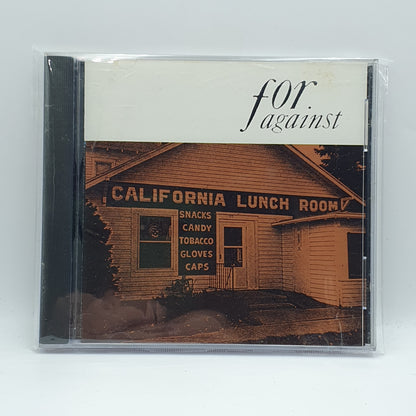 for
against
CALIFORNIA LUNCH ROOM
SNACKS
CANDY
TOBACCO
GLOVES
CAPS